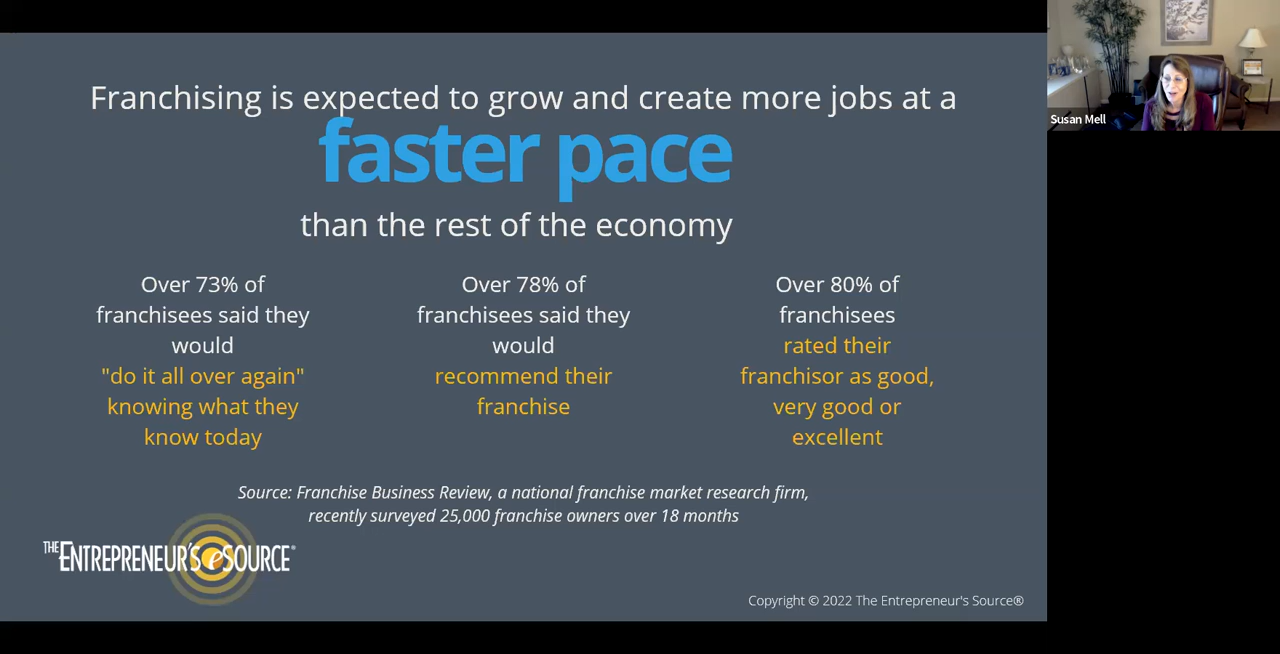 Franchising is expected to grow and create more jobs at a
faster pace
than the rest of the economy
Over 73% of
franchisees said they
would
"do it all over again"
knowing what they
know today
Over 78% of
franchisees said they
would
recommend their
franchise
Over 80% of
franchisees
rated their
franchisor as good,
very good or
excellent
Source: Franchise Business Review, a national franchise market research firm,
recently surveyed 25,000 franchise owners over 18 months
THE ENTREPRENEUR'S eSOURCE®
Copyright © 2022 The Entrepreneur's Source®
Susan Mell